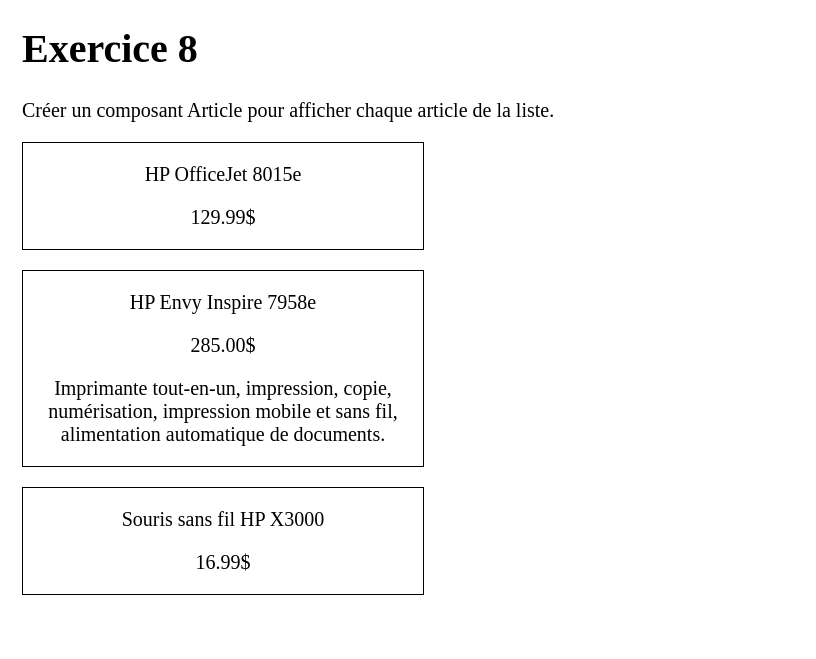 Exercice 8
Créer un composant Article pour afficher chaque article de la liste.
HP OfficeJet 8015e
129.99$
HP Envy Inspire 7958e
285.00$
Imprimante tout-en-un, impression, copie,
numérisation, impression mobile et sans fil,
alimentation automatique de documents.
Souris sans fil HP X3000
16.99$